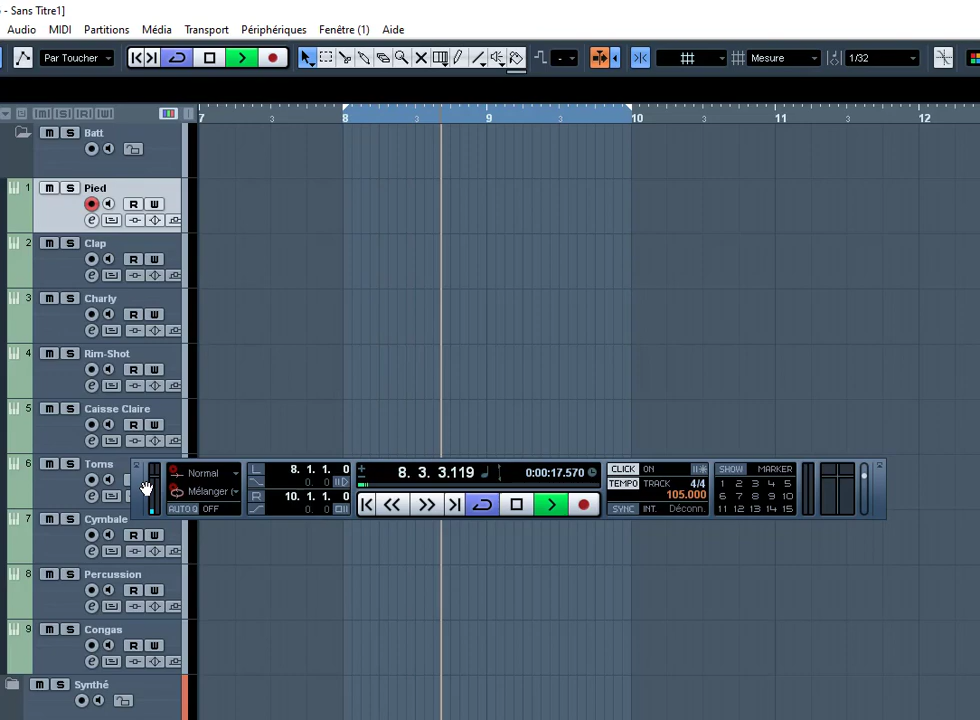 - Sans Titre1]
Audio MIDI Partitions Média Transport Périphériques Fenêtre (1) Aide
Par Toucher - Mesure 1/32
[M] [S] [R] [W]
7 3 8 3 9 3 10 3 11 3 12
m S Batt
1 m S Pied
R W
e
2 m S Clap
R W
e
3 m S Charly
R W
e
4 m S Rim-Shot
R W
e
5 m S Caisse Claire
R W
e
6 m S Toms
7 m S Cymbale
R W
e
8 m S Percussion
R W
e
9 m S Congas
R W
e
m S Synthé
Normal
Mélanger (
AUTO Q OFF
L 8. 1. 1. 0
0. 0
R 10. 1. 1. 0
0. 0
8. 3. 3.119 0:00:17.570
CLICK ON
TEMPO TRACK 4/4
105.000
SYNC INT. Déconn.
SHOW MARKER
1 2 3 4 5
6 7 8 9 10
11 12 13 14 15